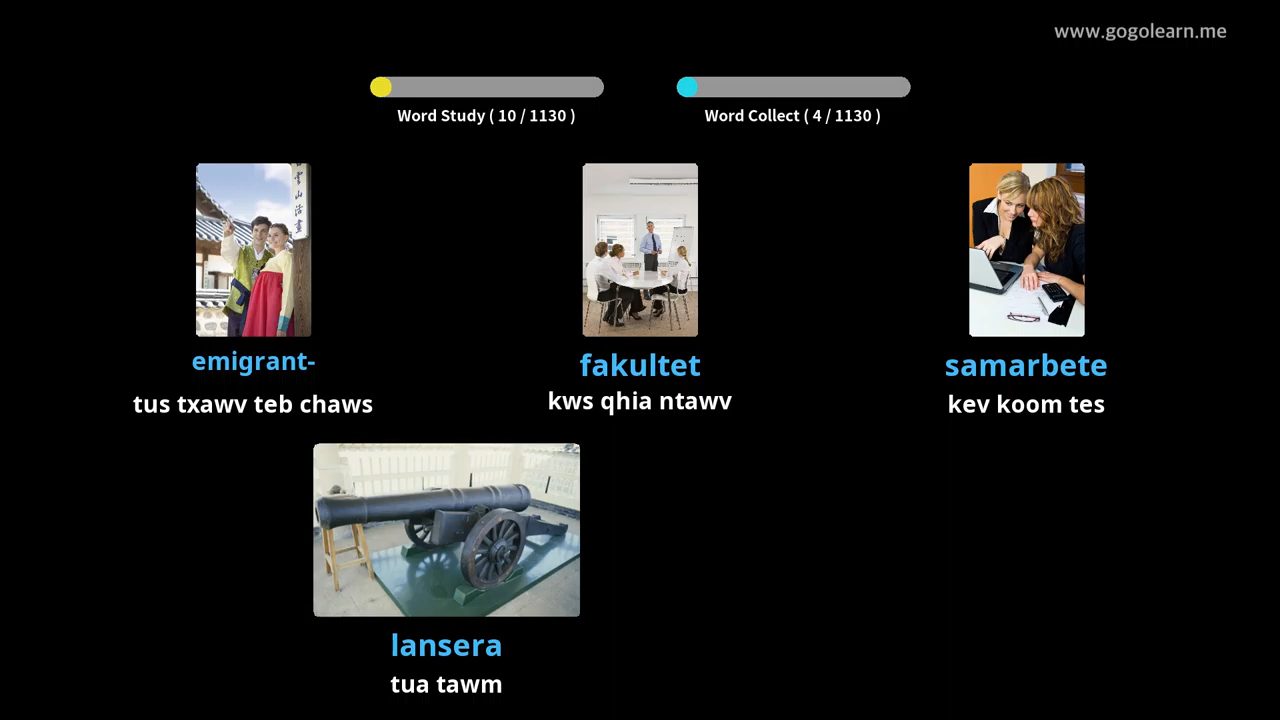 www.gogolearn.me
Word Study ( 10 / 1130 )
Word Collect ( 4 / 1130 )
emigrant-
tus txawv teb chaws
fakultet
kws qhia ntawv
samarbete
kev koom tes
lansera
tua tawm